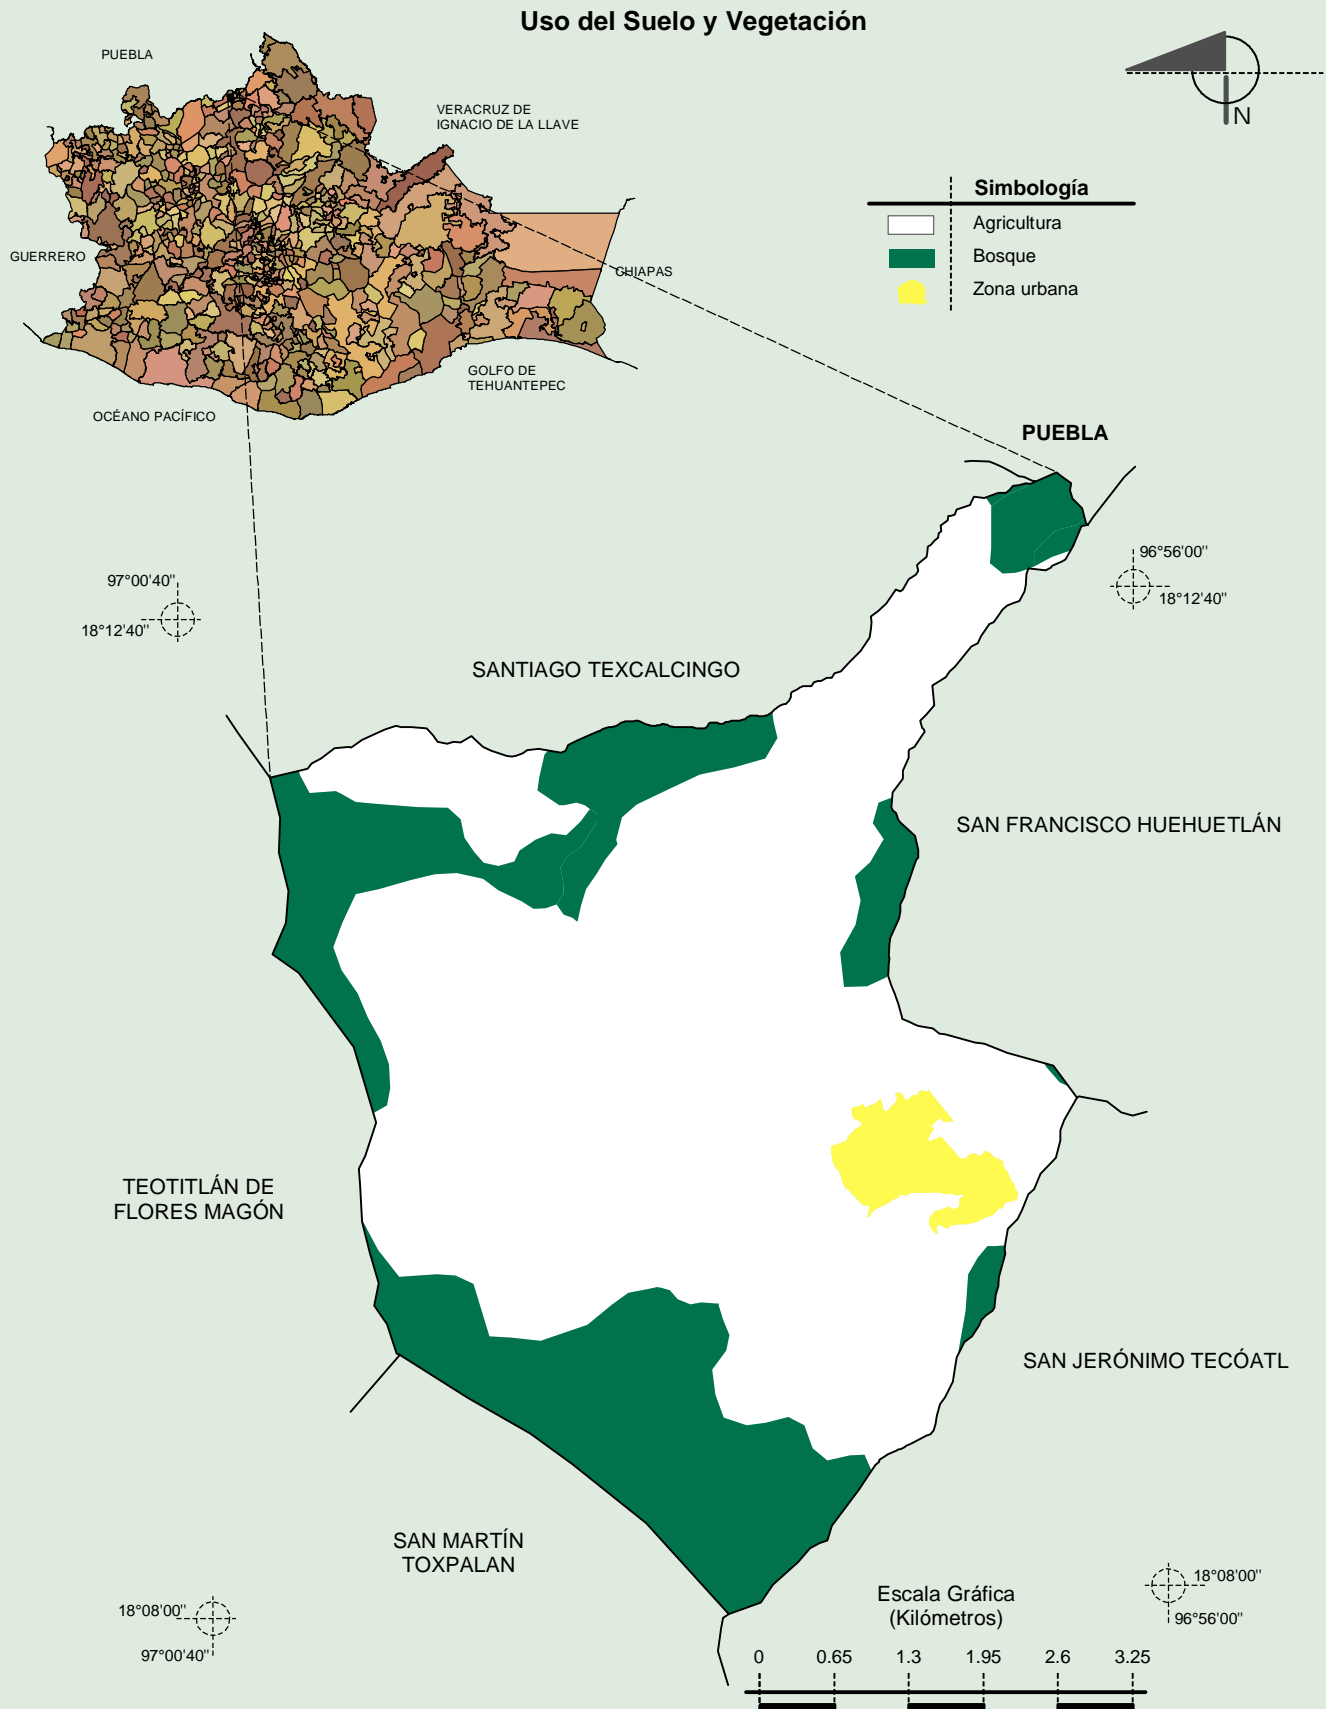 Uso del Suelo y Vegetación
PUEBLA
VERACRUZ DE
IGNACIO DE LA LLAVE
GUERRERO
CHIAPAS
GOLFO DE
TEHUANTEPEC
OCÉANO PACÍFICO
N
Simbología
Agricultura
Bosque
Zona urbana
PUEBLA
97°00'40"
18°12'40"
96°56'00"
18°12'40"
SANTIAGO TEXCALCINGO
SAN FRANCISCO HUEHUETLÁN
TEOTITLÁN DE
FLORES MAGÓN
SAN JERÓNIMO TECÓATL
SAN MARTÍN
TOXPALAN
18°08'00"
97°00'40"
18°08'00"
96°56'00"
Escala Gráfica
(Kilómetros)
0 0.65 1.3 1.95 2.6 3.25